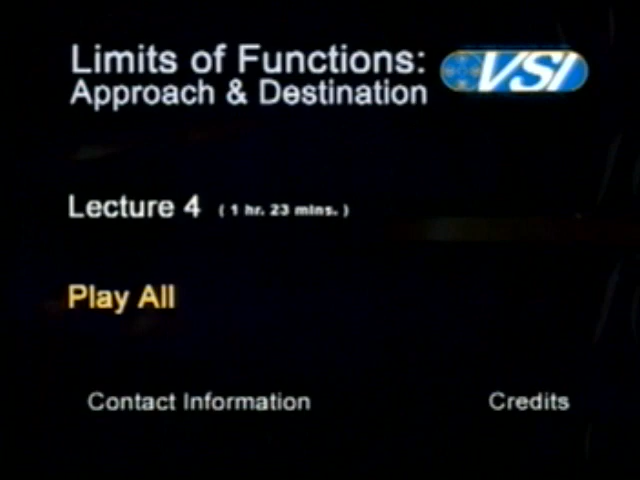 Limits of Functions:
Approach & Destination
VSI
Lecture 4 ( 1 hr. 23 mins. )
Play All
Contact Information
Credits